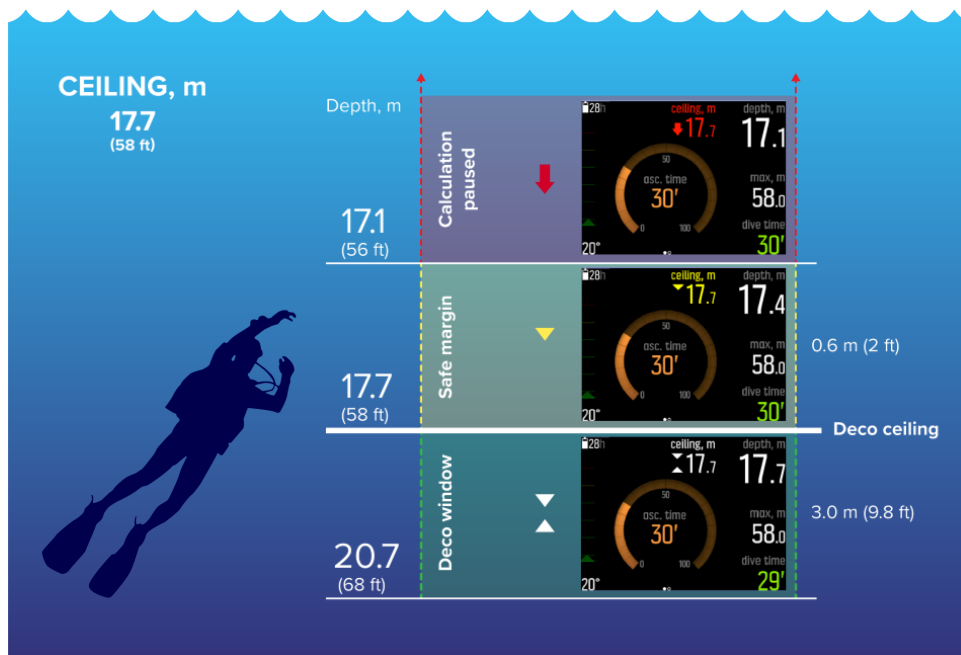 CEILING, m
17.7
(58 ft)
Depth, m
17.1
(56 ft)
Calculation
paused
28h
ceiling, m
17.7
depth, m
17.1
50
asc. time
30'
0
100
max, m
58.0
dive time
30'
20°
17.7
(58 ft)
Safe margin
28h
ceiling, m
17.7
depth, m
17.4
50
asc. time
30'
0
100
max, m
58.0
dive time
30'
20°
0.6 m (2 ft)
Deco ceiling
20.7
(68 ft)
Deco window
28h
ceiling, m
17.7
depth, m
17.7
50
asc. time
30'
0
100
max, m
58.0
dive time
29'
20°
3.0 m (9.8 ft)